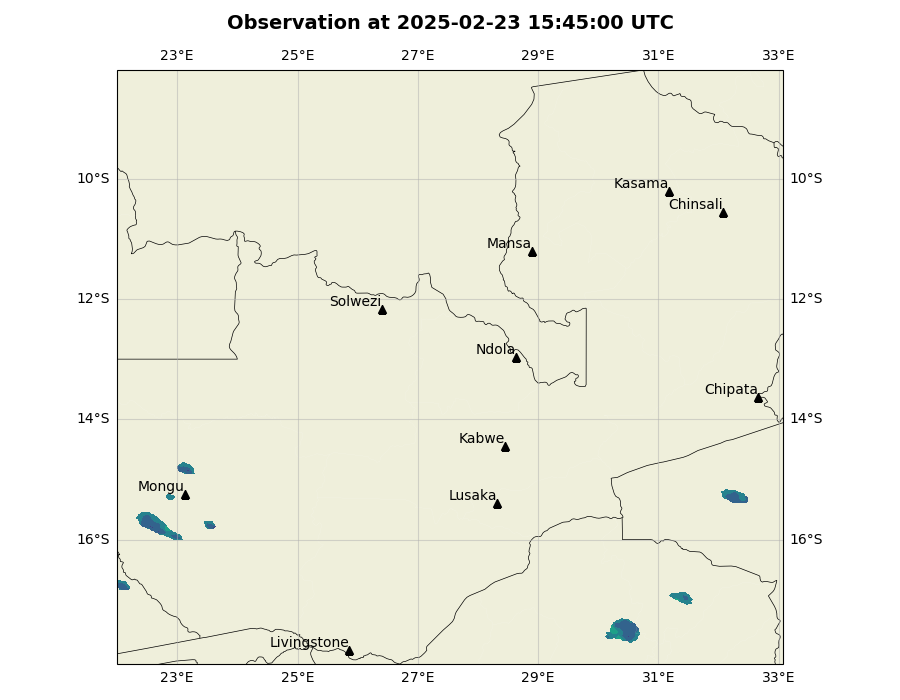 Observation at 2025-02-23 15:45:00 UTC
23°E 25°E 27°E 29°E 31°E 33°E
10°S 10°S
Kasama
Chinsali
Mansa
12°S 12°S
Solwezi
Ndola
Chipata
14°S 14°S
Kabwe
Mongu
Lusaka
16°S 16°S
Livingstone
23°E 25°E 27°E 29°E 31°E 33°E